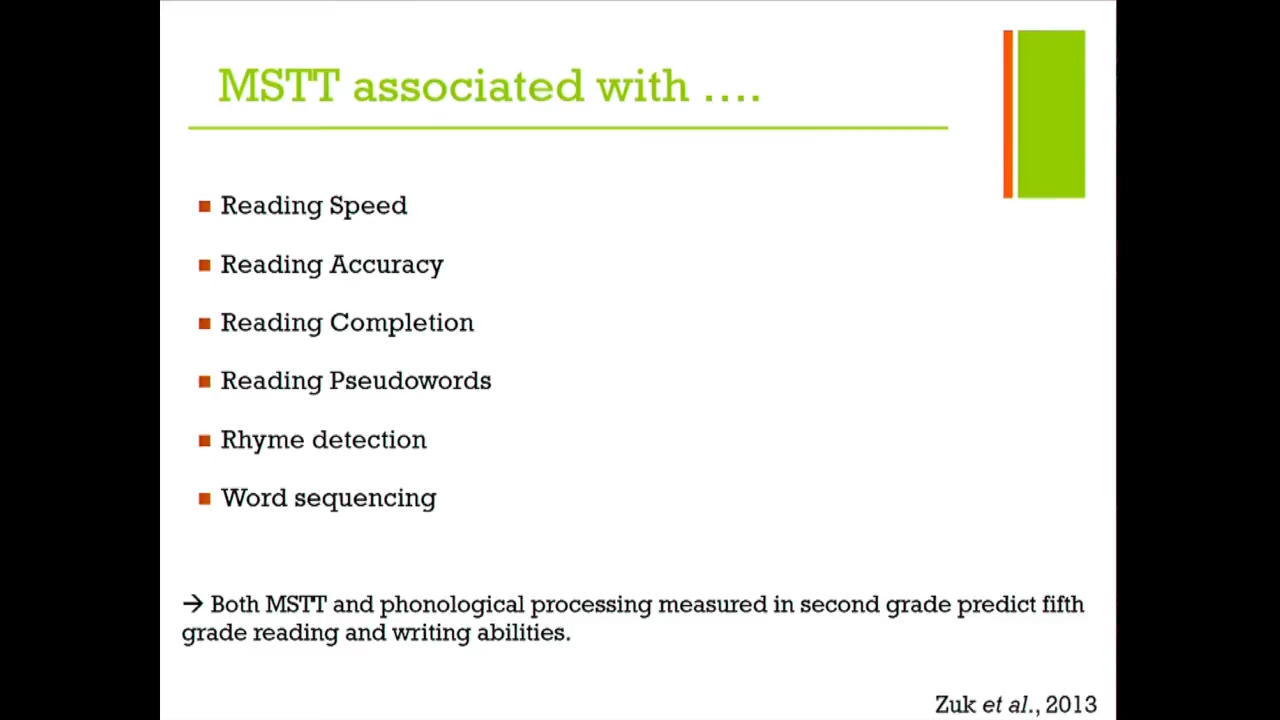 MSTT associated with ....
Reading Speed
Reading Accuracy
Reading Completion
Reading Pseudowords
Rhyme detection
Word sequencing
→ Both MSTT and phonological processing measured in second grade predict fifth
grade reading and writing abilities.
Zuk et al., 2013